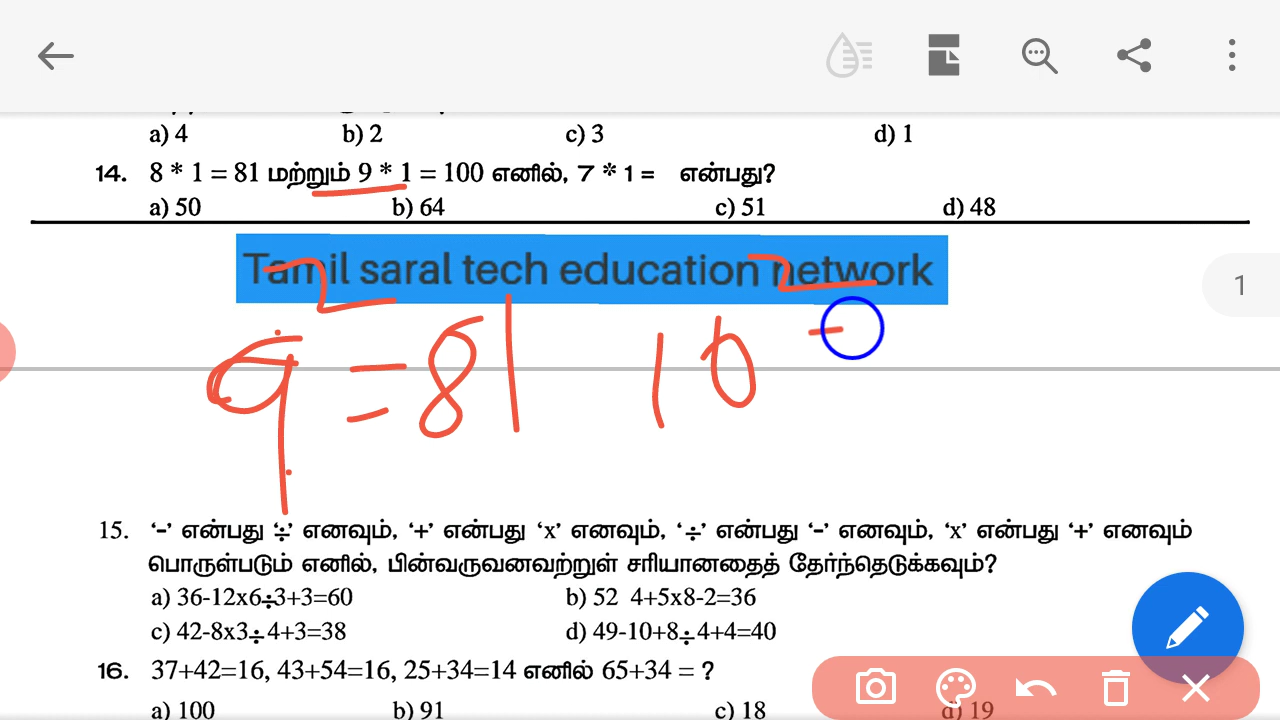 a) 4 b) 2 c) 3 d) 1
14. 8 * 1 = 81 மற்றும் 9 * 1 = 100 எனில், 7 * 1 = என்பது?
a) 50 b) 64 c) 51 d) 48
Tamil saral tech education network
1
2 2
9 = 81 10 -
15. ‘-’ என்பது ‘÷’ எனவும், ‘+’ என்பது ‘x’ எனவும், ‘÷’ என்பது ‘-’ எனவும், ‘x’ என்பது ‘+’ எனவும்
பொருள்படும் எனில், பின்வருவனவற்றுள் சரியானதைத் தேர்ந்தெடுக்கவும்?
a) 36-12x6÷3+3=60 b) 52 4+5x8-2=36
c) 42-8x3÷4+3=38 d) 49-10+8÷4+4=40
16. 37+42=16, 43+54=16, 25+34=14 எனில் 65+34 = ?
a) 100 b) 91 c) 18 d) 19